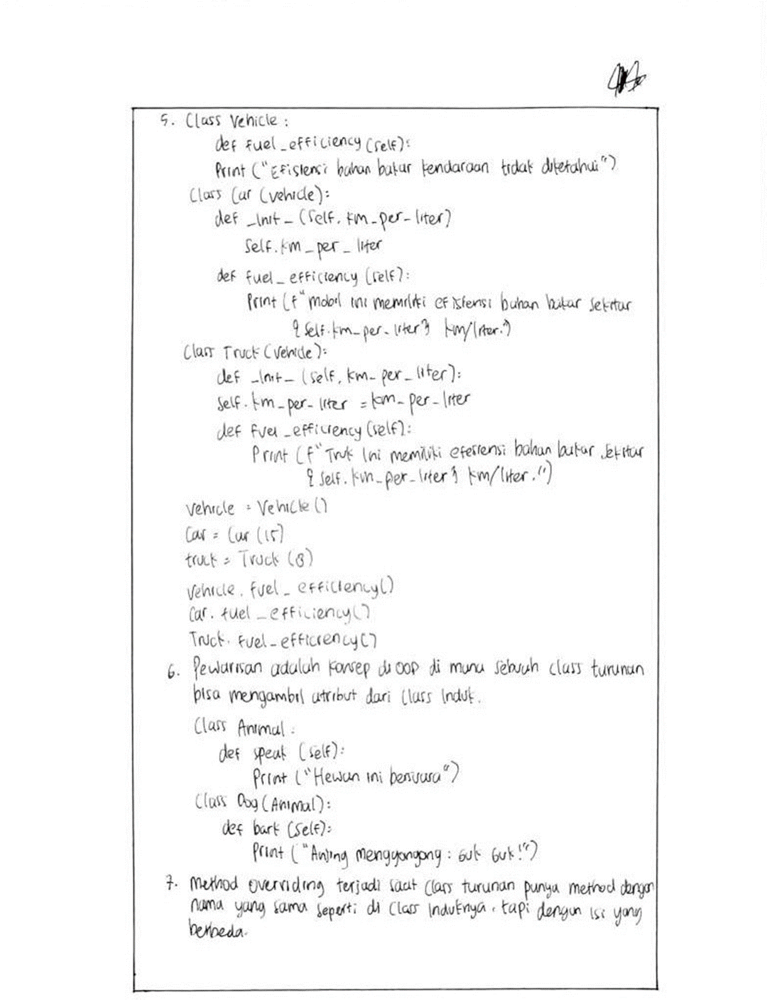 5. Class Vehicle :
def fuel_efficiency (self):
Print ("Efisiensi bahan bakar kendaraan tidak diketahui")
Class Car (vehicle):
def _Init_ (self, km_per_liter)
Self.km_per_liter
def fuel_efficiency (self):
Print (f"mobil ini memiliki efisiensi bahan bakar sekitar
{self.km_per_liter} km/liter.")
Class Truck (Vehicle):
def _Init_ (self, km_per_liter):
Self.km_per_liter = km_per_liter
def fuel_efficiency (self):
Print (f"Truk Ini memiliki efesiensi bahan bakar sekitar
{self.km_per_liter} km/liter.")
vehicle = Vehicle ()
Car = Car (15)
truck = Truck (8)
Vehicle. fuel_efficiency()
Car. fuel_efficiency()
Truck. fuel_efficiency()
6. Pewarisan adalah konsep di OOP di mana sebuah class turunan
bisa mengambil atribut dari Class Induk.
Class Animal :
def speak (self):
Print ("Hewan ini bersuara")
Class Dog (Animal):
def bark (self):
Print ("Anjing menggonggong : Guk Guk!")
7. Method overriding terjadi saat Class turunan punya method dengan
nama yang sama seperti di Class Induknya, tapi dengan isi yang
berbeda.